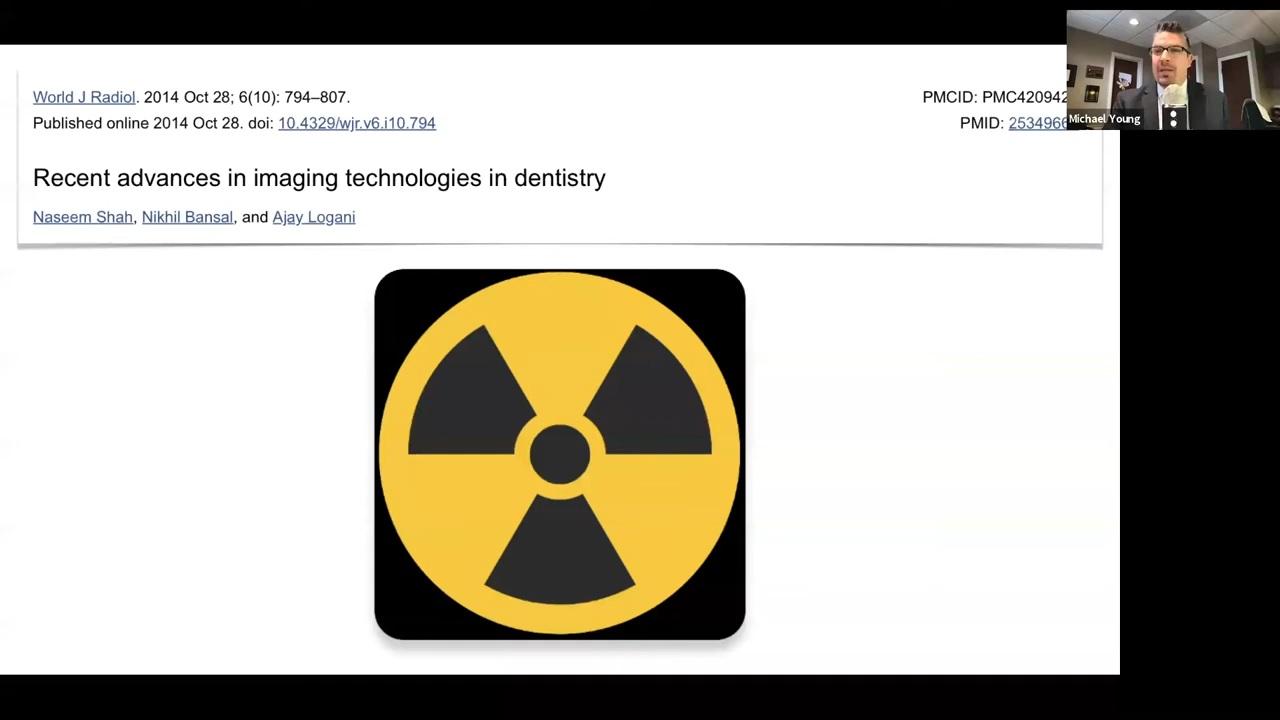 World J Radiol. 2014 Oct 28; 6(10): 794–807.
PMCID: PMC420942
Published online 2014 Oct 28. doi: 10.4329/wjr.v6.i10.794
PMID: 2534966
Recent advances in imaging technologies in dentistry
Naseem Shah, Nikhil Bansal, and Ajay Logani
Michael Young